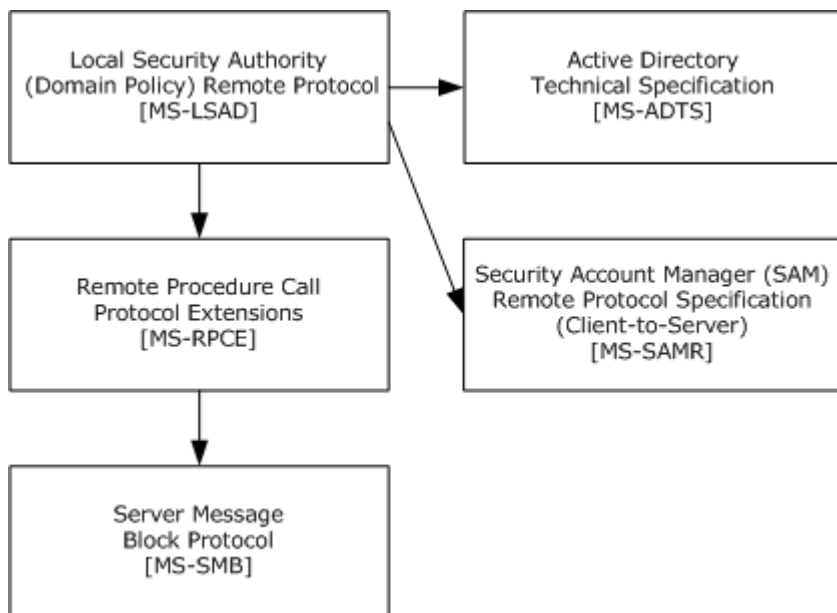 Local Security Authority
(Domain Policy) Remote Protocol
[MS-LSAD]
Active Directory
Technical Specification
[MS-ADTS]
Remote Procedure Call
Protocol Extensions
[MS-RPCE]
Security Account Manager (SAM)
Remote Protocol Specification
(Client-to-Server)
[MS-SAMR]
Server Message
Block Protocol
[MS-SMB]